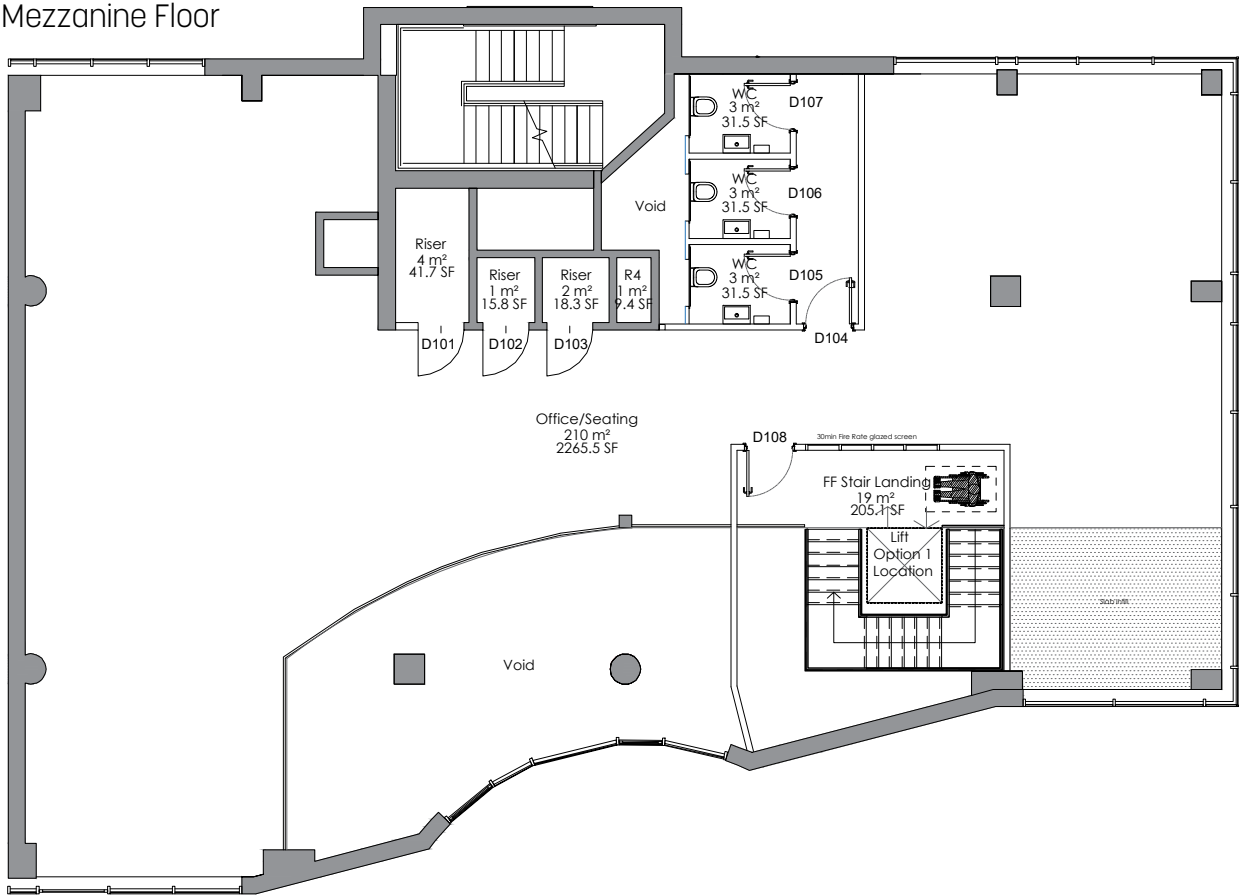 Mezzanine Floor
WC
3 m²
31.5 SF
D107
WC
3 m²
31.5 SF
D106
Void
Riser
4 m²
41.7 SF
WC
3 m²
31.5 SF
D105
Riser
1 m²
15.8 SF
Riser
2 m²
18.3 SF
R4
1 m²
9.4 SF
D101
D102
D103
D104
Office/Seating
210 m²
2265.5 SF
D108
30min Fire Rate glazed screen
FF Stair Landing
19 m²
205.1 SF
Lift
Option 1
Location
Slab Infill
Void